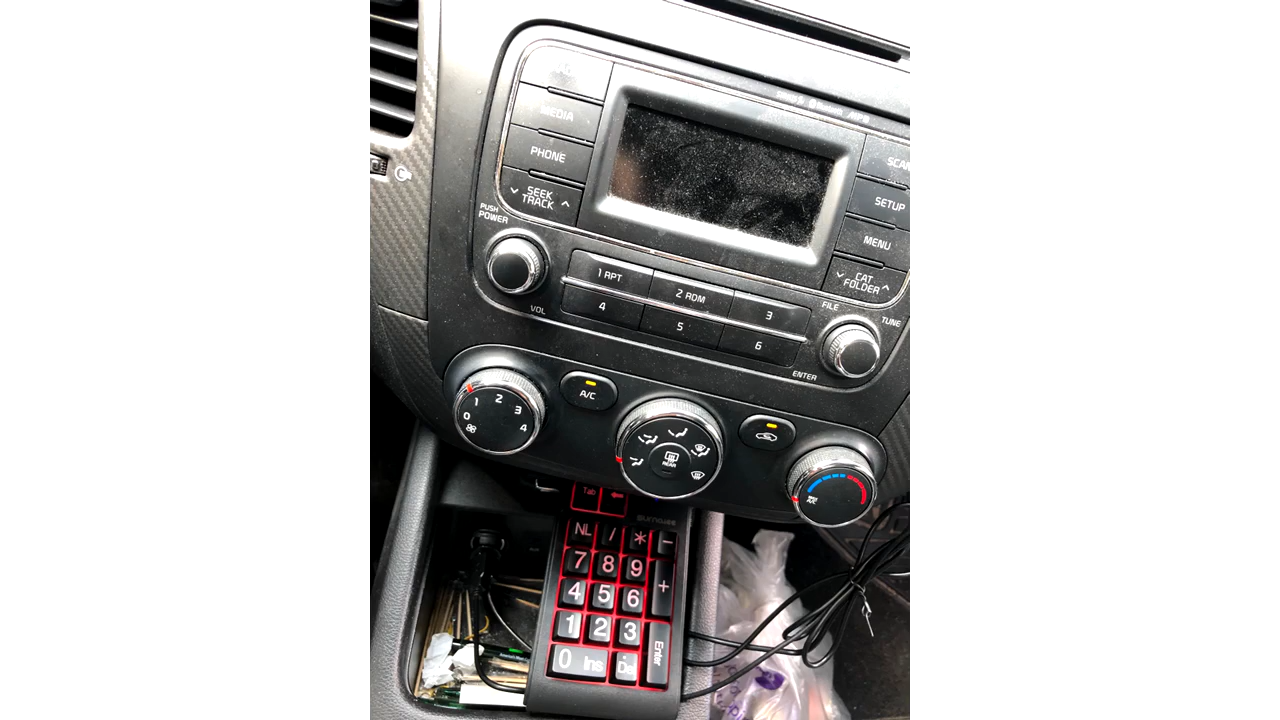 MEDIA
PHONE
SEEK
TRACK
PUSH
POWER
VOL
Bluetooth
MP3
SCAN
SETUP
MENU
CAT
FOLDER
FILE
TUNE
ENTER
1 RPT
2 RDM
3
4
5
6
A/C
0 1 2 3 4
REAR
A/C
Tab
NL / * -
7 8 9 +
4 5 6
1 2 3 Enter
0 Ins . Del